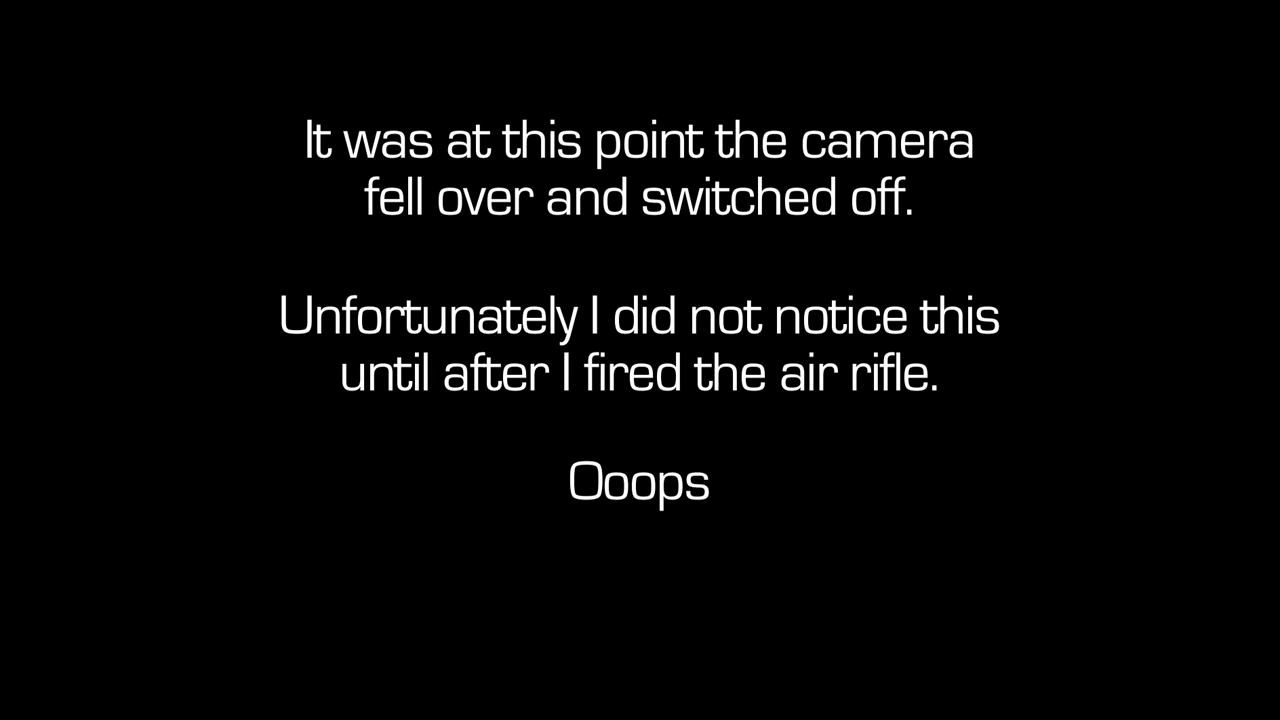 It was at this point the camera
fell over and switched off.
Unfortunately I did not notice this
until after I fired the air rifle.
Ooops